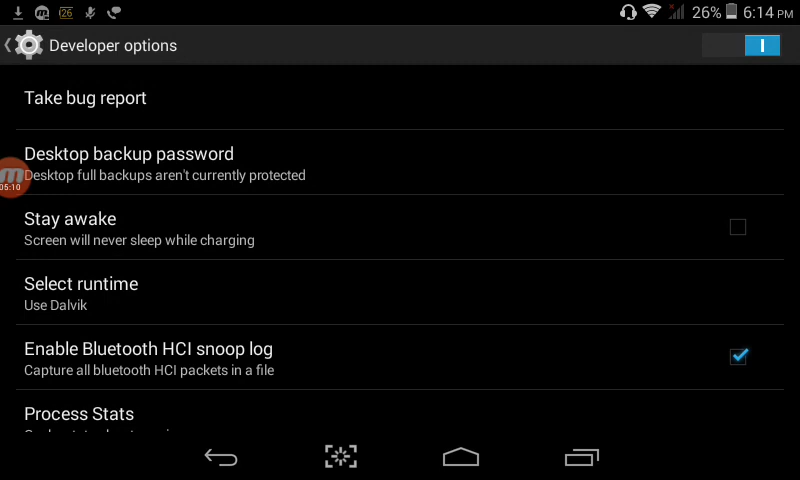 26 26% 6:14 PM
Developer options
Take bug report
Desktop backup password
Desktop full backups aren't currently protected
05:10
Stay awake
Screen will never sleep while charging
Select runtime
Use Dalvik
Enable Bluetooth HCI snoop log
Capture all bluetooth HCI packets in a file
Process Stats